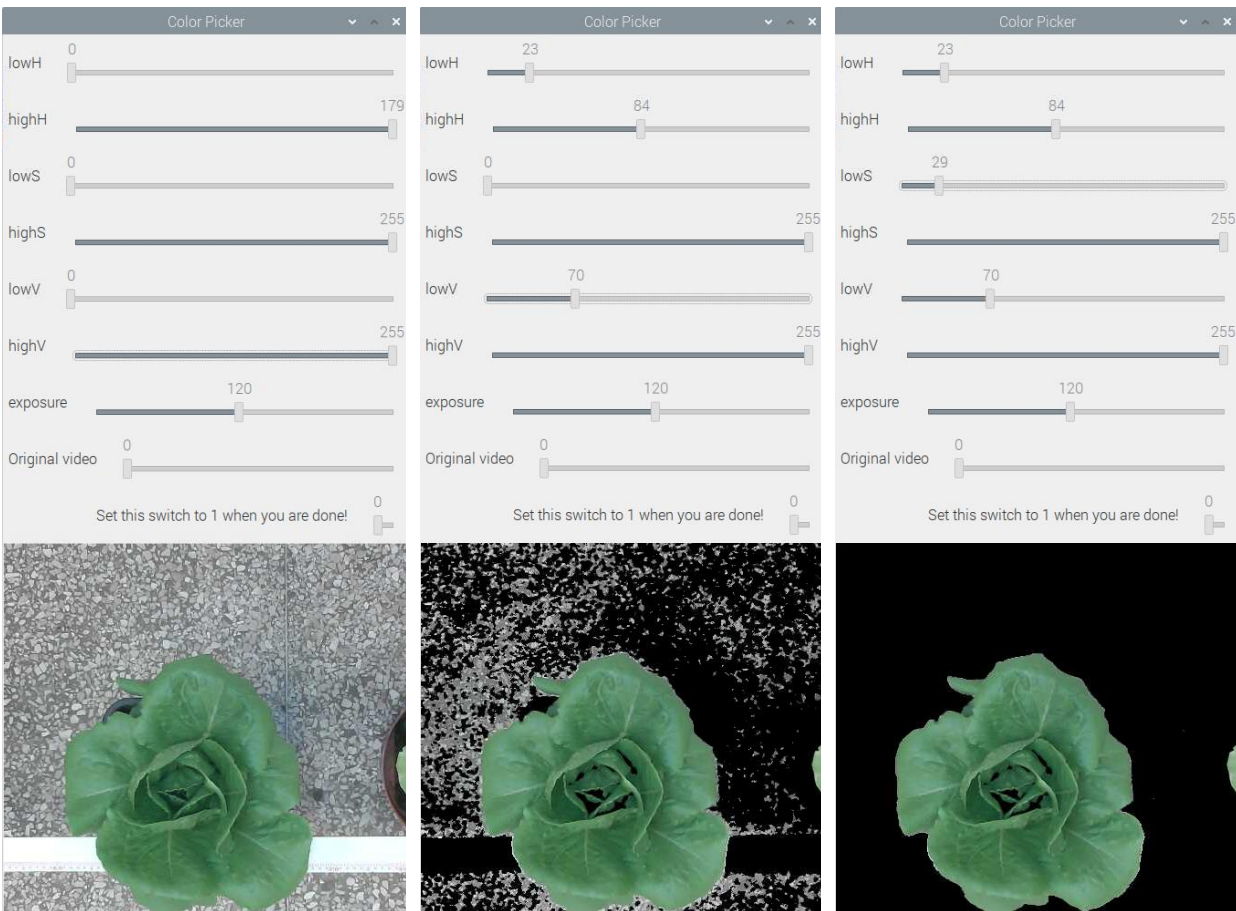 Color Picker
lowH 0
highH 179
lowS 0
highS 255
lowV 0
highV 255
exposure 120
Original video 0
Set this switch to 1 when you are done! 0
Color Picker
lowH 23
highH 84
lowS 0
highS 255
lowV 70
highV 255
exposure 120
Original video 0
Set this switch to 1 when you are done! 0
Color Picker
lowH 23
highH 84
lowS 29
highS 255
lowV 70
highV 255
exposure 120
Original video 0
Set this switch to 1 when you are done! 0